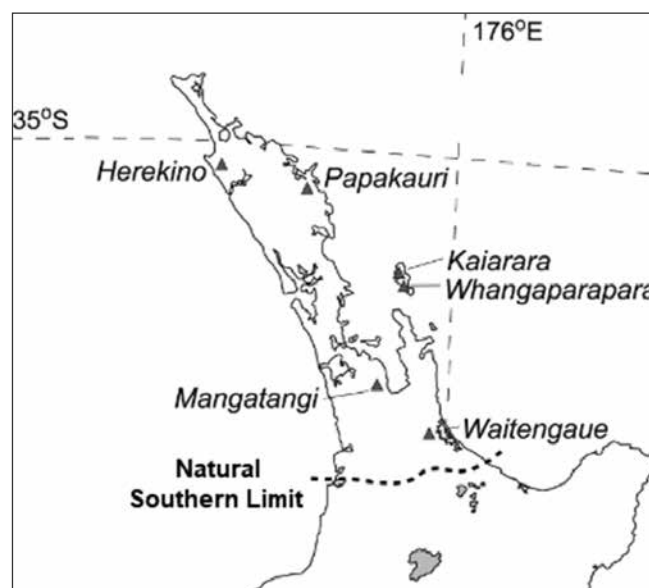 176°E
35°S
Herekino
Papakauri
Kaiarara
Whangaparapara
Mangatangi
Waitengaue
Natural
Southern Limit